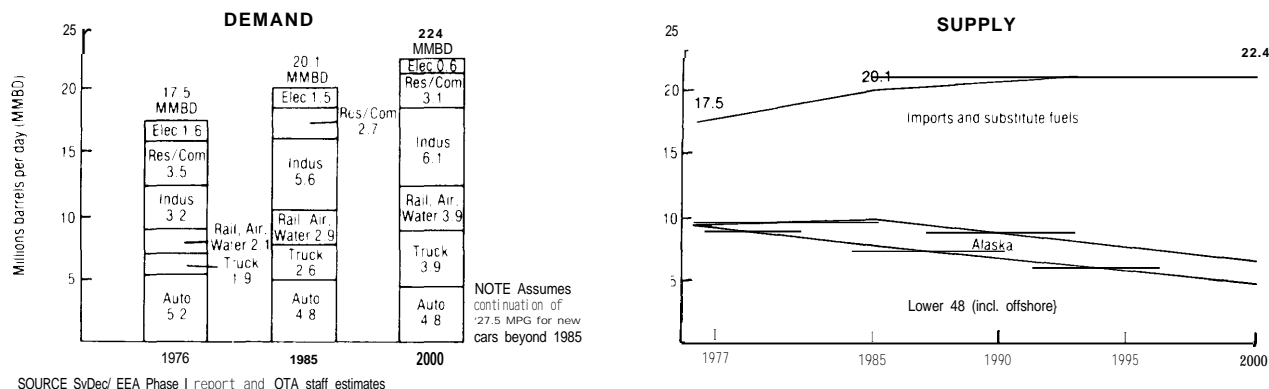 DEMAND
Millions barrels per day (MMBD)
25
20
15
10
5
17.5
MMBD
Elec 1.6
Res/Com
3.5
Indus
3.2
Rail, Air,
Water 2.1
Truck
1 9
Auto
5.2
1976
20.1
MMBD
Elec 1.5
Res/Com
2.7
Indus
5.6
Rail, Air,
Water 2.9
Truck
2.6
Auto
4 8
1985
224
MMBD
Elec 0.6
Res/Com
3.1
Indus
6.1
Rail, Air,
Water 3.9
Truck
3.9
Auto
4 8
2000
NOTE Assumes
continuation of
'27.5 MPG for new
cars beyond 1985
SOURCE SyDec/ EEA Phase I report and OTA staff estimates
SUPPLY
25
20
15
10
5
17.5
20.1
22.4
Imports and substitute fuels
Alaska
Lower 48 (incl. offshore}
1977
1985
1990
1995
2000